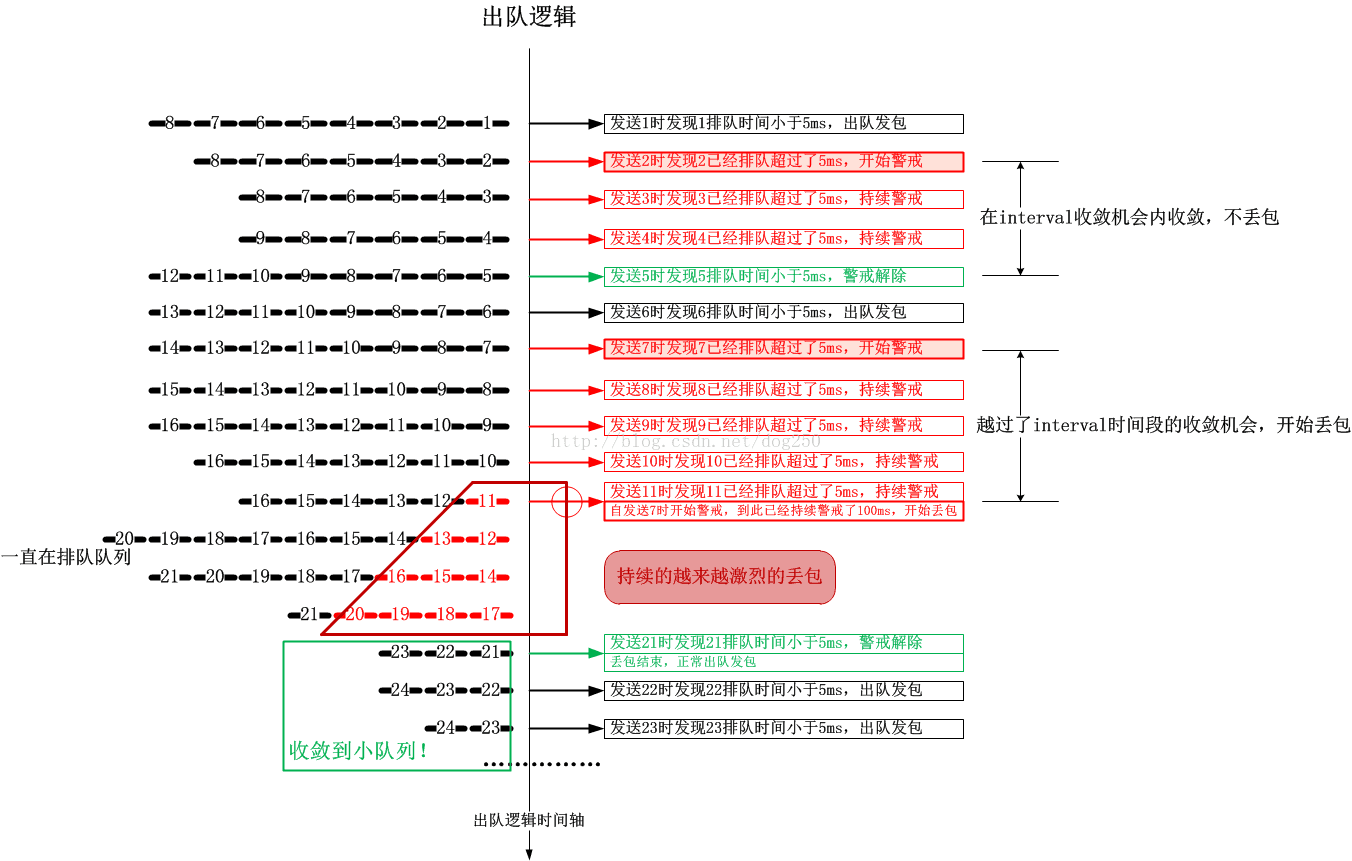 出队逻辑
8 7 6 5 4 3 2 1
发送1时发现1排队时间小于5ms，出队发包
8 7 6 5 4 3 2
发送2时发现2已经排队超过了5ms，开始警戒
8 7 6 5 4 3
发送3时发现3已经排队超过了5ms，持续警戒
在interval收敛机会内收敛，不丢包
9 8 7 6 5 4
发送4时发现4已经排队超过了5ms，持续警戒
12 11 10 9 8 7 6 5
发送5时发现5排队时间小于5ms，警戒解除
13 12 11 10 9 8 7 6
发送6时发现6排队时间小于5ms，出队发包
14 13 12 11 10 9 8 7
发送7时发现7已经排队超过了5ms，开始警戒
15 14 13 12 11 10 9 8
发送8时发现8已经排队超过了5ms，持续警戒
16 15 14 13 12 11 10 9
发送9时发现9已经排队超过了5ms，持续警戒
越过了interval时间段的收敛机会，开始丢包
http://blog.csdn.net/dog250
16 15 14 13 12 11 10
发送10时发现10已经排队超过了5ms，持续警戒
16 15 14 13 12 11
发送11时发现11已经排队超过了5ms，持续警戒
自发送7时开始警戒，到此已经持续警戒了100ms，开始丢包
20 19 18 17 16 15 14 13 12
一直在排队队列
21 20 19 18 17 16 15 14
持续的越来越激烈的丢包
21 20 19 18 17
23 22 21
发送21时发现21排队时间小于5ms，警戒解除
丢包结束，正常出队发包
24 23 22
发送22时发现22排队时间小于5ms，出队发包
24 23
发送23时发现23排队时间小于5ms，出队发包
收敛到小队列！
出队逻辑时间轴